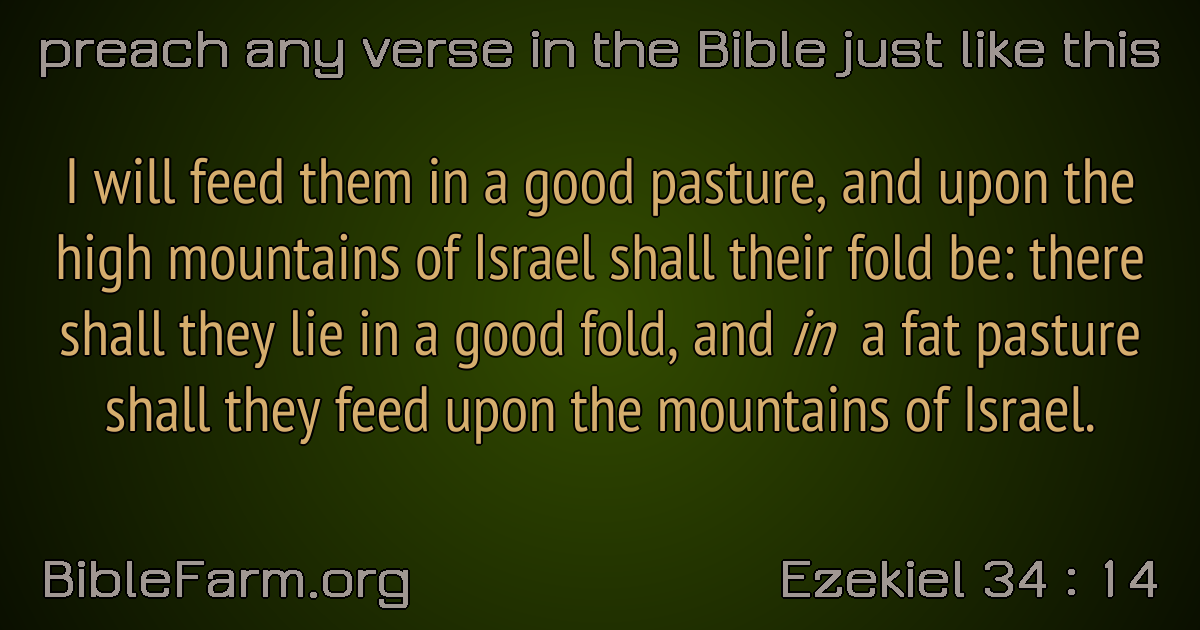 preach any verse in the Bible just like this
I will feed them in a good pasture, and upon the
high mountains of Israel shall their fold be: there
shall they lie in a good fold, and in a fat pasture
shall they feed upon the mountains of Israel.
BibleFarm.org
Ezekiel 34 : 14